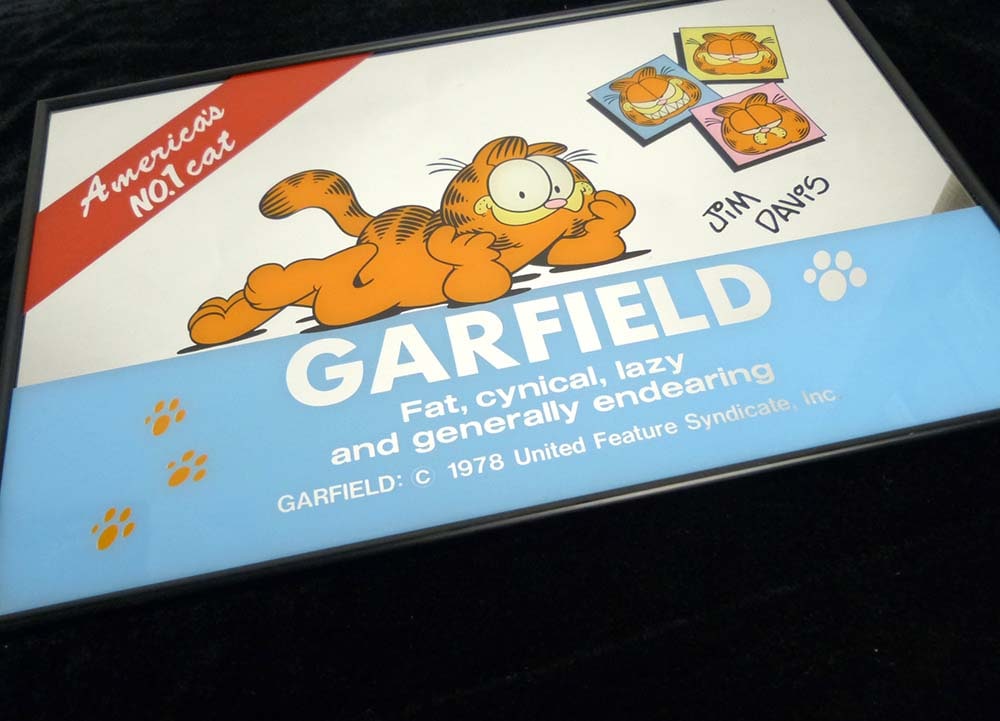 America's
NO.1 cat
JIM
DAVIS
GARFIELD
Fat, cynical, lazy
and generally endearing
GARFIELD: © 1978 United Feature Syndicate, Inc.